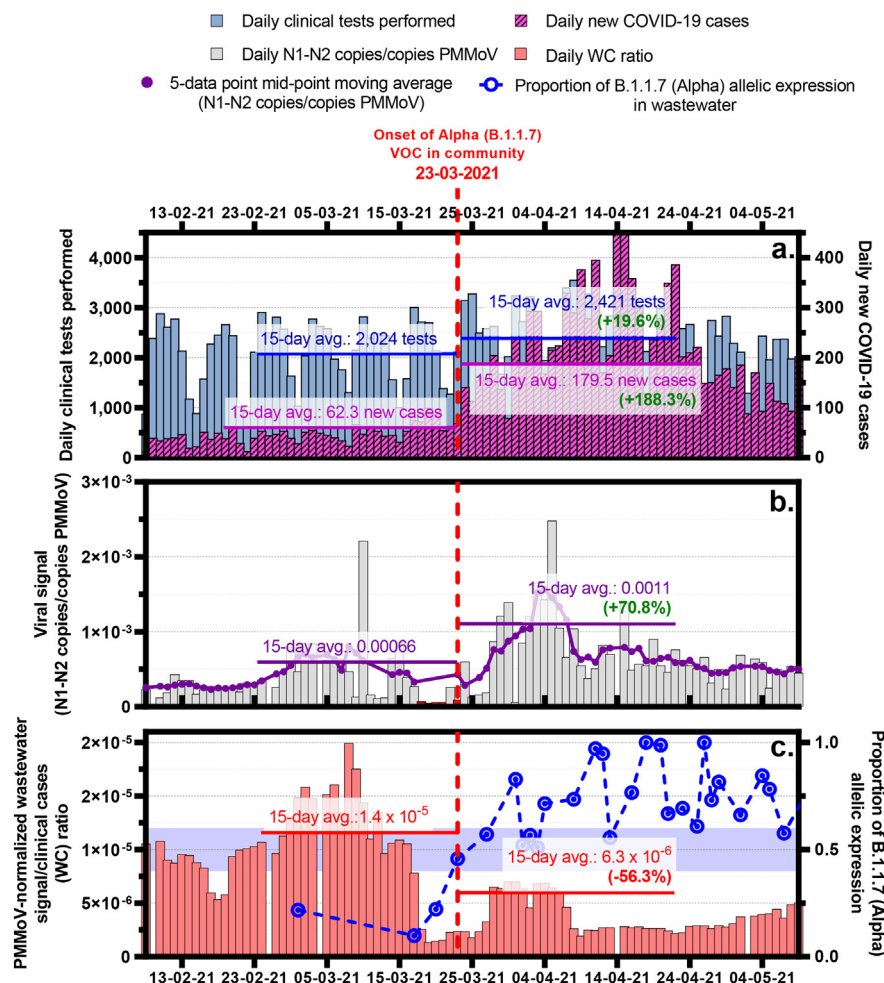 Daily clinical tests performed
Daily new COVID-19 cases
Daily N1-N2 copies/copies PMMoV
Daily WC ratio
5-data point mid-point moving average
(N1-N2 copies/copies PMMoV)
Proportion of B.1.1.7 (Alpha) allelic expression
in wastewater
Onset of Alpha (B.1.1.7)
VOC in community
23-03-2021
13-02-21 23-02-21 05-03-21 15-03-21 25-03-21 04-04-21 14-04-21 24-04-21 04-05-21
a.
Daily clinical tests performed
4,000
3,000
2,000
1,000
0
15-day avg.: 2,024 tests
15-day avg.: 62.3 new cases
15-day avg.: 2,421 tests
(+19.6%)
15-day avg.: 179.5 new cases
(+188.3%)
400
300
200
100
0
Daily new COVID-19
cases
b.
Viral signal
(N1-N2 copies/copies PMMoV)
3×10⁻³
2×10⁻³
1×10⁻³
0
15-day avg.: 0.00066
15-day avg.: 0.0011
(+70.8%)
c.
PMMoV-normalized wastewater
signal/clinical cases
(WC) ratio
2×10⁻⁵
2×10⁻⁵
1×10⁻⁵
5×10⁻⁶
0
15-day avg.:1.4 x 10⁻⁵
15-day avg.: 6.3 x 10⁻⁶
(-56.3%)
1.0
0.5
0.0
Proportion of B.1.1.7 (Alpha)
allelic expression
13-02-21 23-02-21 05-03-21 15-03-21 25-03-21 04-04-21 14-04-21 24-04-21 04-05-21